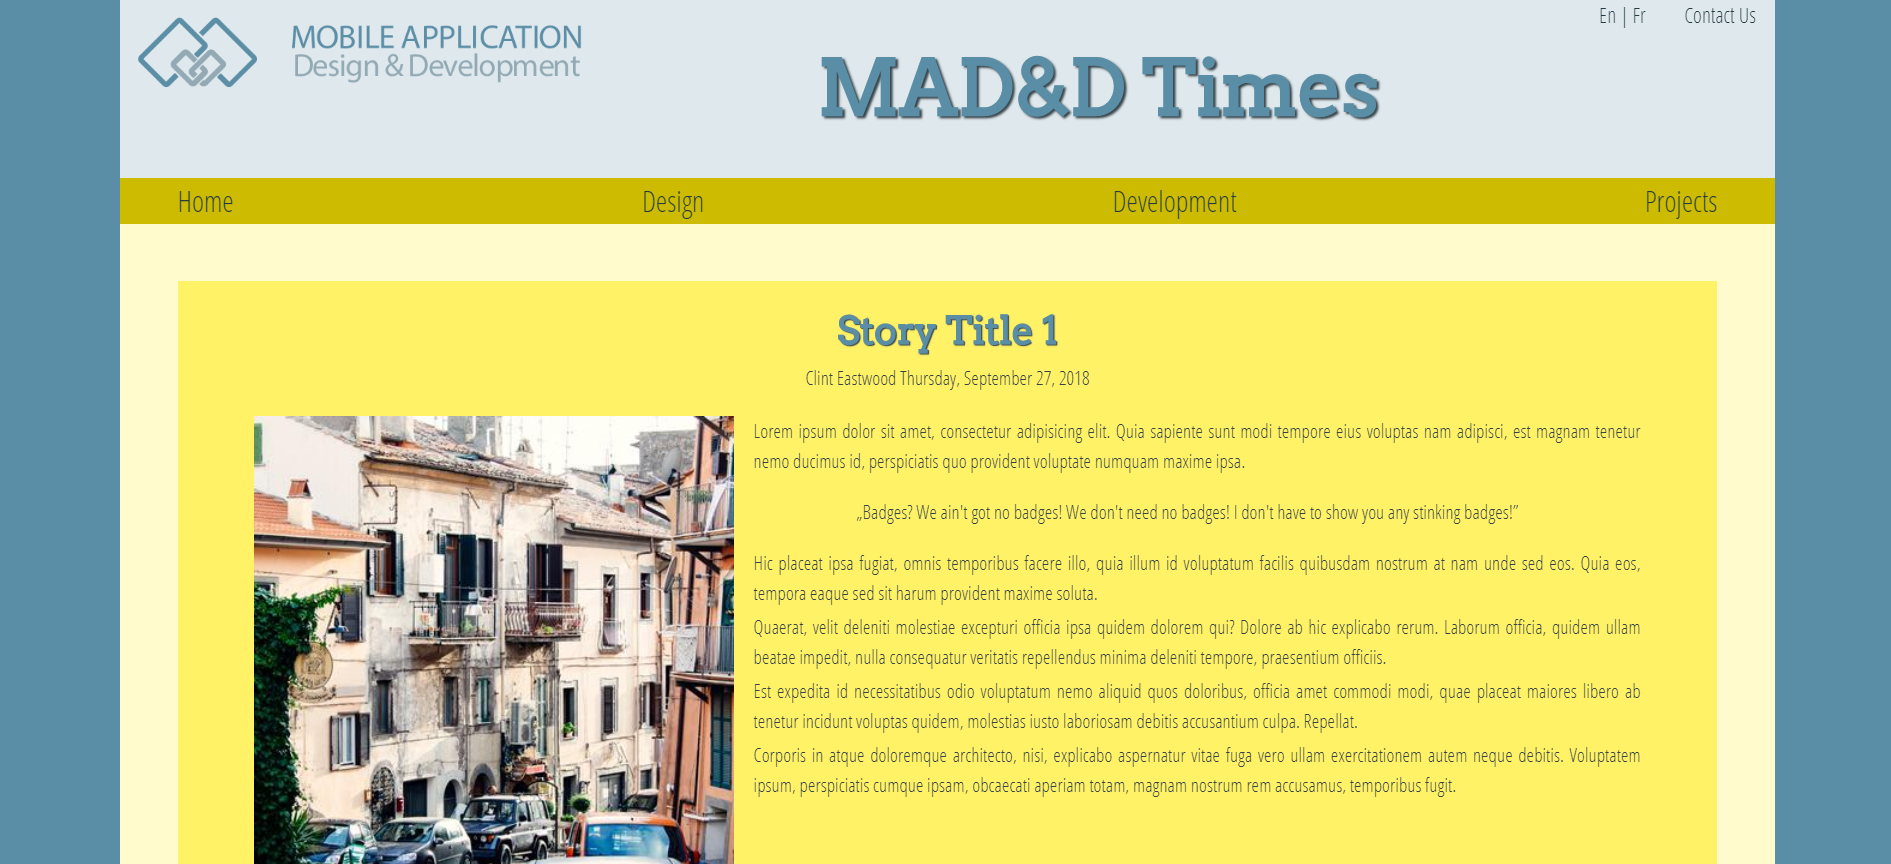 En | Fr
Contact Us
MOBILE APPLICATION
Design & Development
MAD&D Times
Home
Design
Development
Projects
Story Title 1
Clint Eastwood Thursday, September 27, 2018
Lorem ipsum dolor sit amet, consectetur adipisicing elit. Quia sapiente sunt modi tempore eius voluptas nam adipisci, est magnam tenetur
nemo ducimus id, perspiciatis quo provident voluptate numquam maxime ipsa.
„Badges? We ain't got no badges! We don't need no badges! I don't have to show you any stinking badges!”
Hic placeat ipsa fugiat, omnis temporibus facere illo, quia illum id voluptatum facilis quibusdam nostrum at nam unde sed eos. Quia eos,
tempora eaque sed sit harum provident maxime soluta.
Quaerat, velit deleniti molestiae excepturi officia ipsa quidem dolorem qui? Dolore ab hic explicabo rerum. Laborum officia, quidem ullam
beatae impedit, nulla consequatur veritatis repellendus minima deleniti tempore, praesentium officiis.
Est expedita id necessitatibus odio voluptatum nemo aliquid quos doloribus, officia amet commodi modi, quae placeat maiores libero ab
tenetur incidunt voluptas quidem, molestias iusto laboriosam debitis accusantium culpa. Repellat.
Corporis in atque doloremque architecto, nisi, explicabo aspernatur vitae fuga vero ullam exercitationem autem neque debitis. Voluptatem
ipsum, perspiciatis cumque ipsam, obcaecati aperiam totam, magnam nostrum rem accusamus, temporibus fugit.